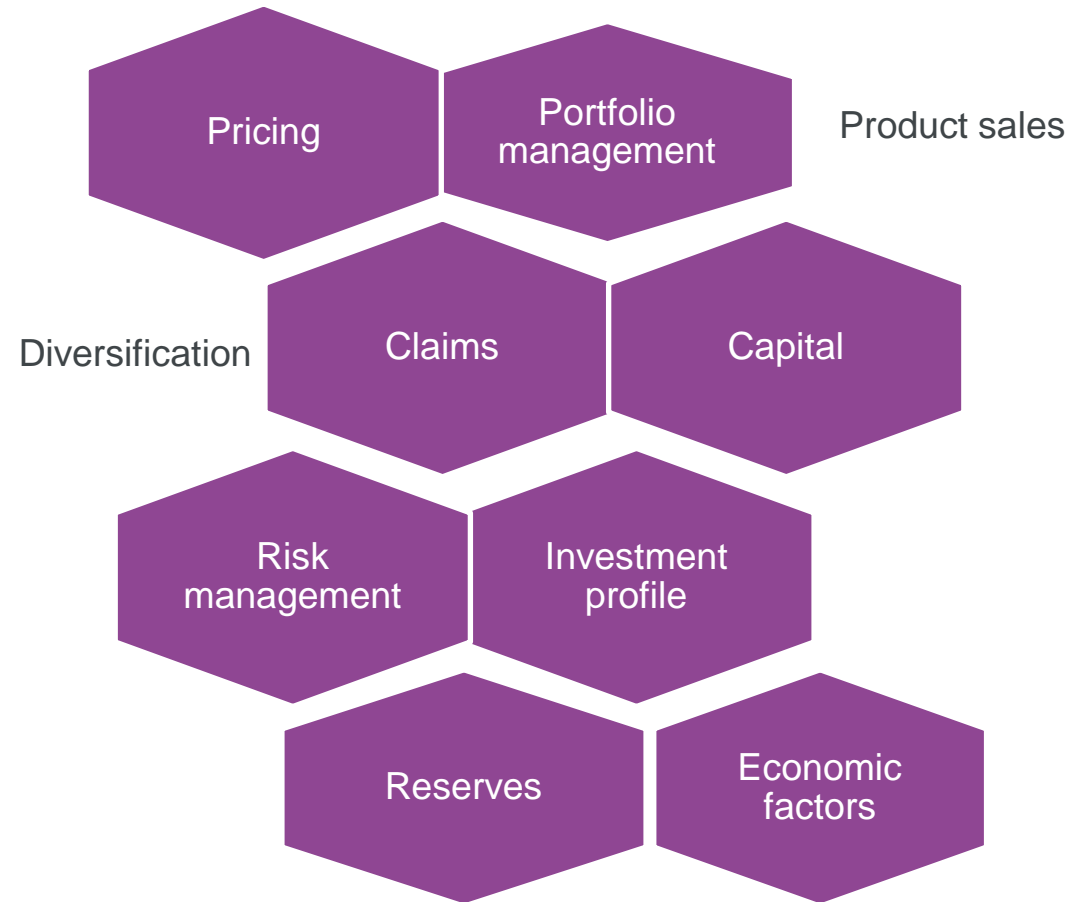 Pricing
Portfolio
management
Product sales
Diversification
Claims
Capital
Risk
management
Investment
profile
Reserves
Economic
factors